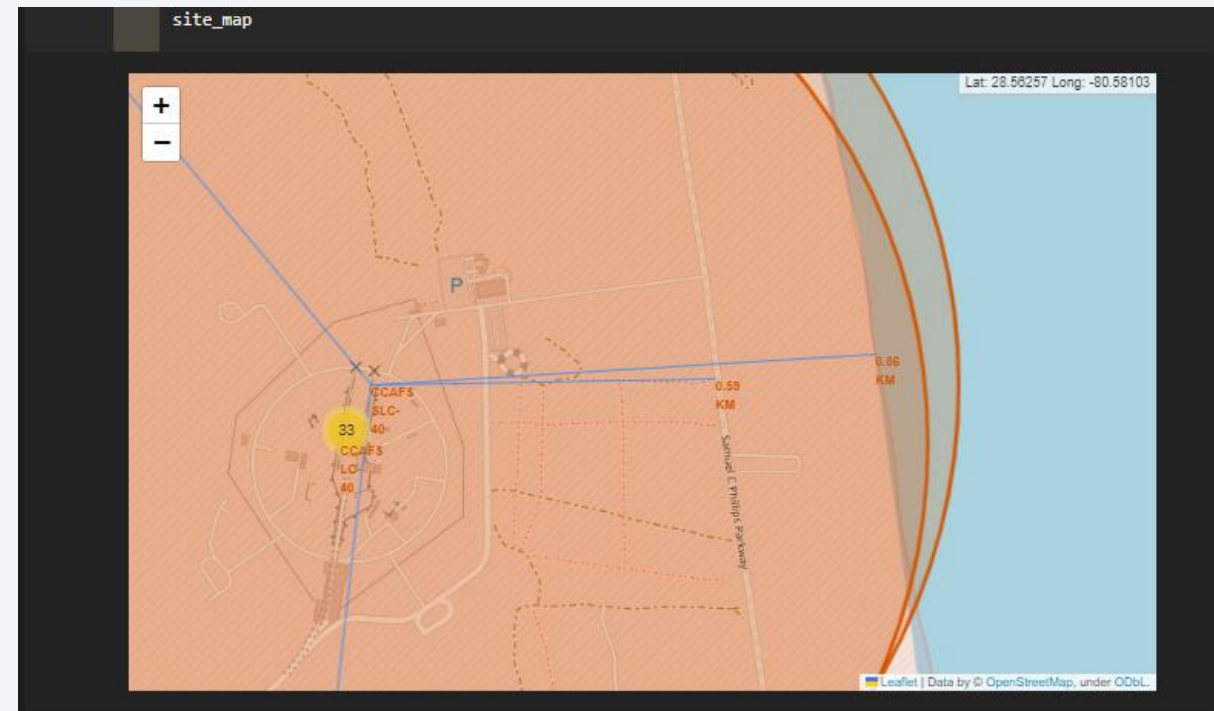 site_map
+
−
Lat: 28.56257 Long: -80.58103
P
0.86
KM
0.59
KM
CCAFS
SLC-
40
33
CCAFS
LC-
40
Samuel C Phillips Parkway
Leaflet | Data by © OpenStreetMap, under ODbL.